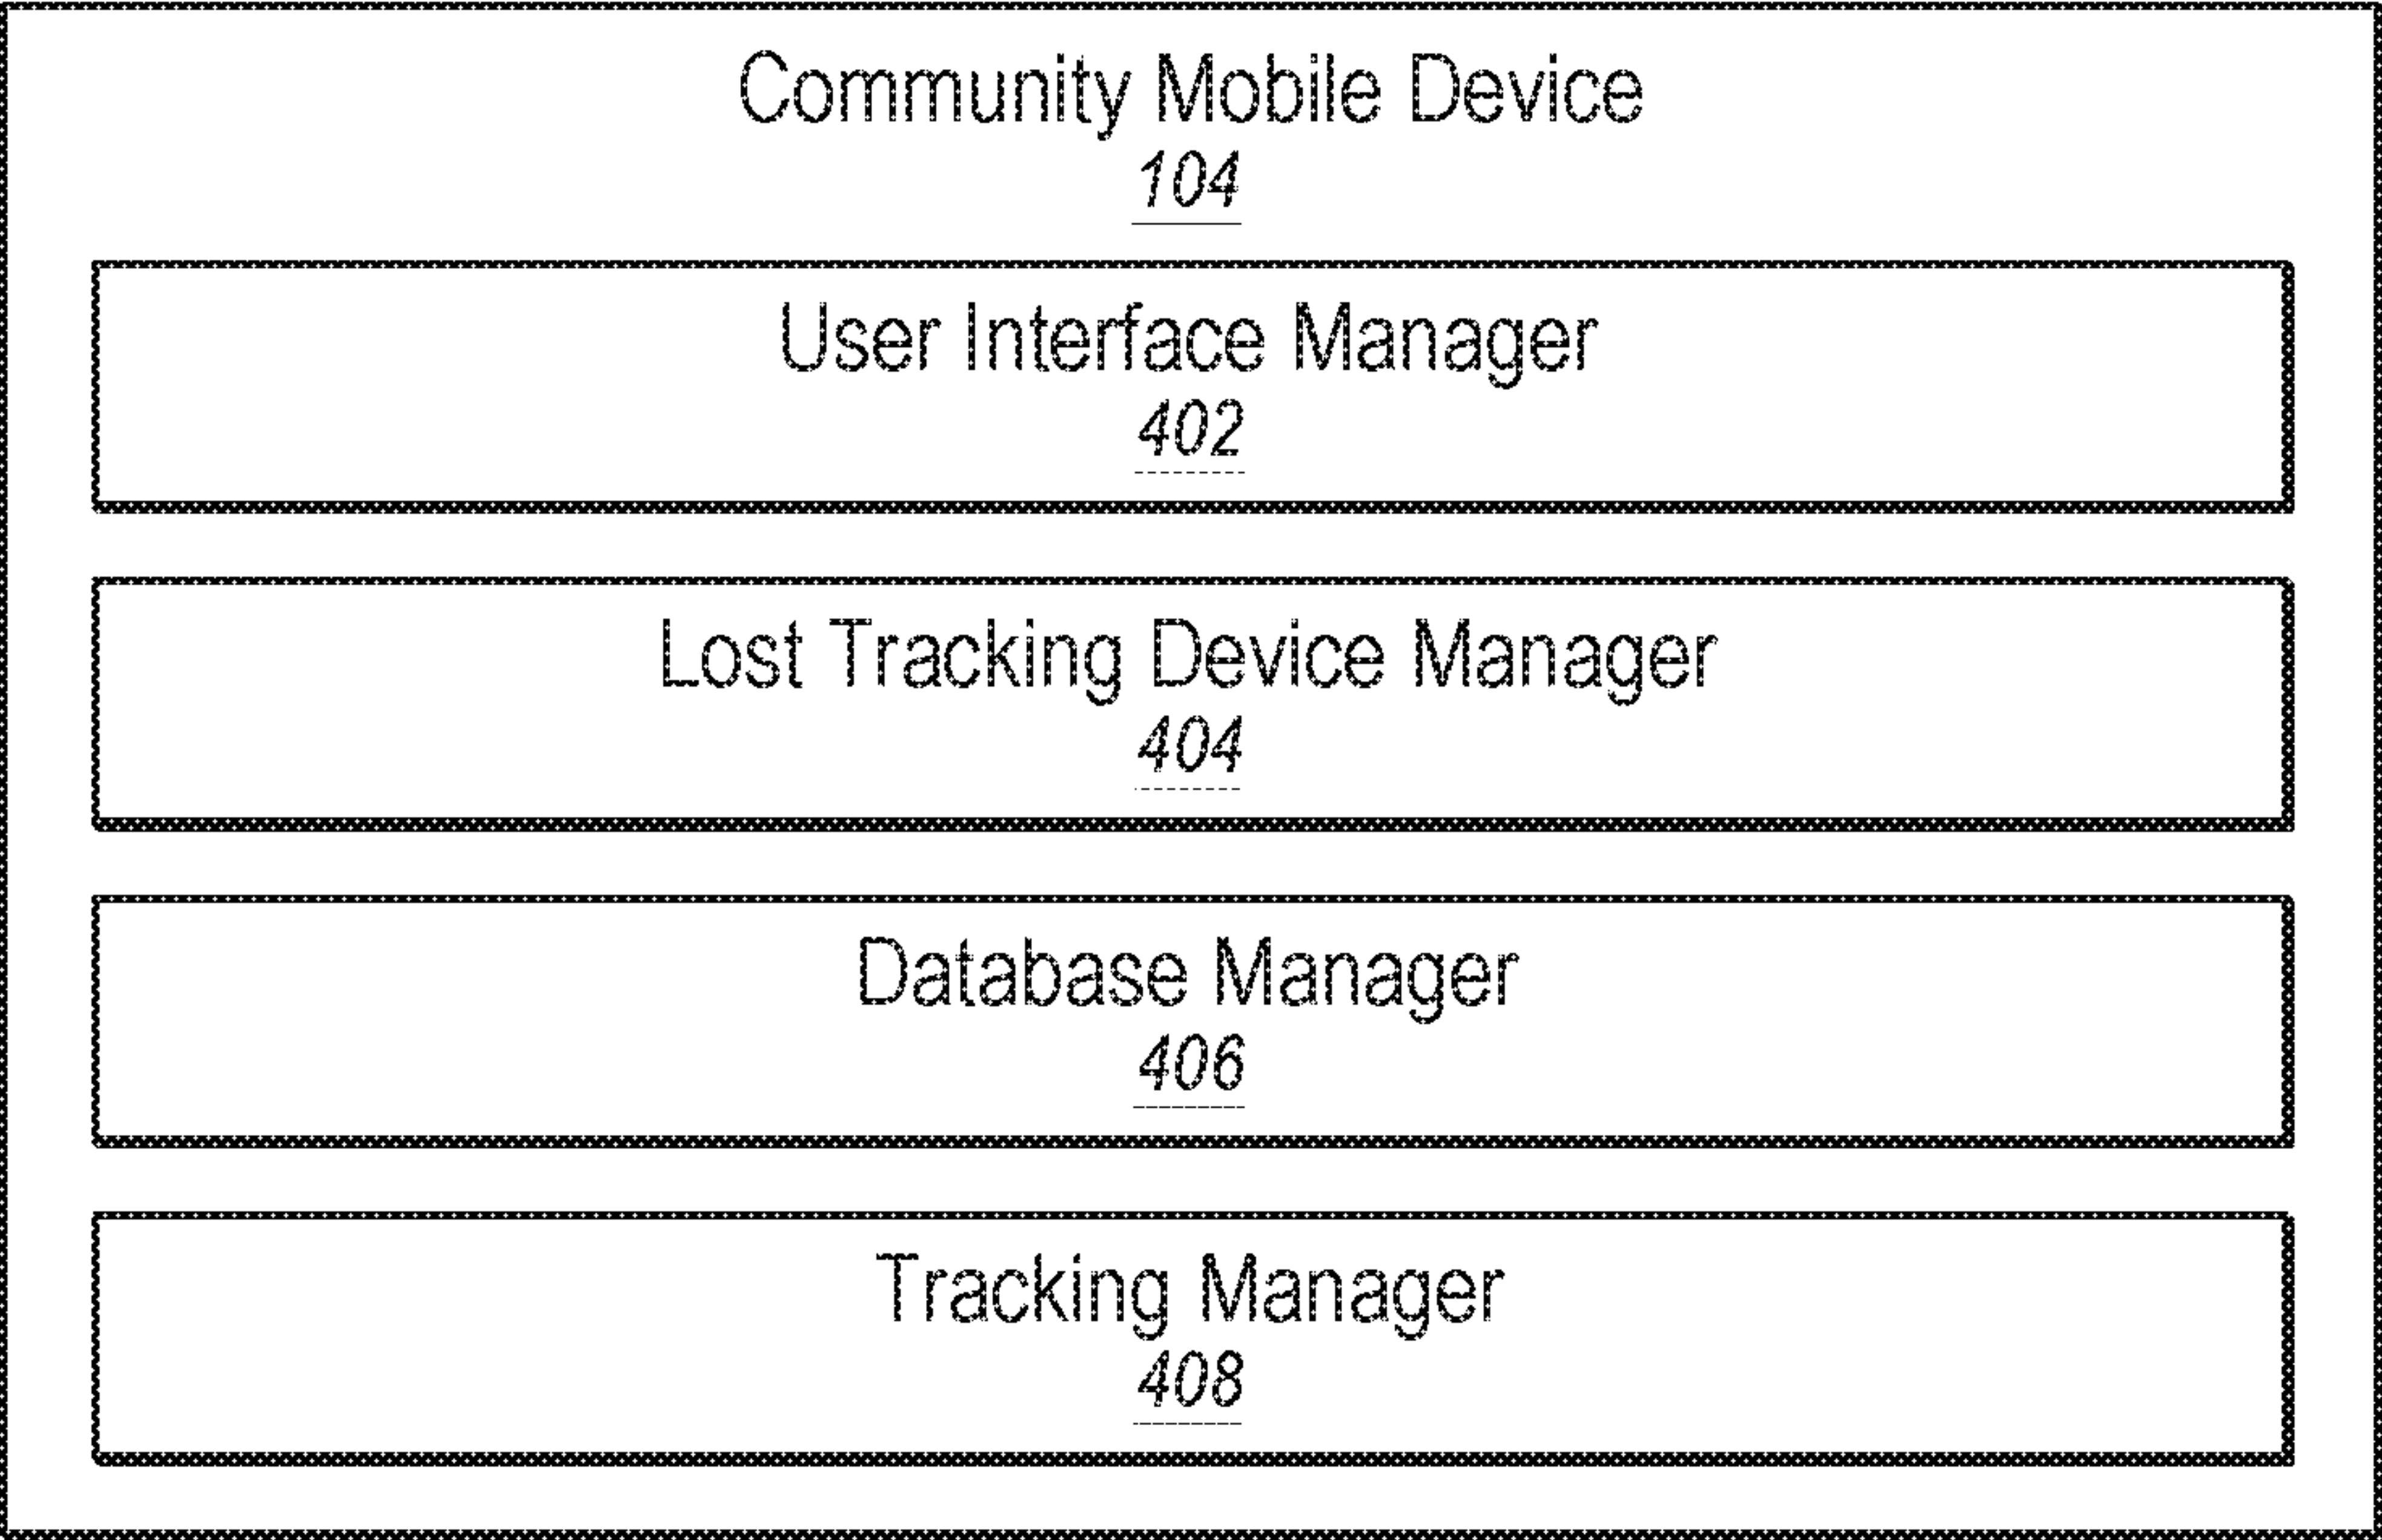 Community Mobile Device
104
User Interface Manager
402
Lost Tracking Device Manager
404
Database Manager
406
Tracking Manager
408